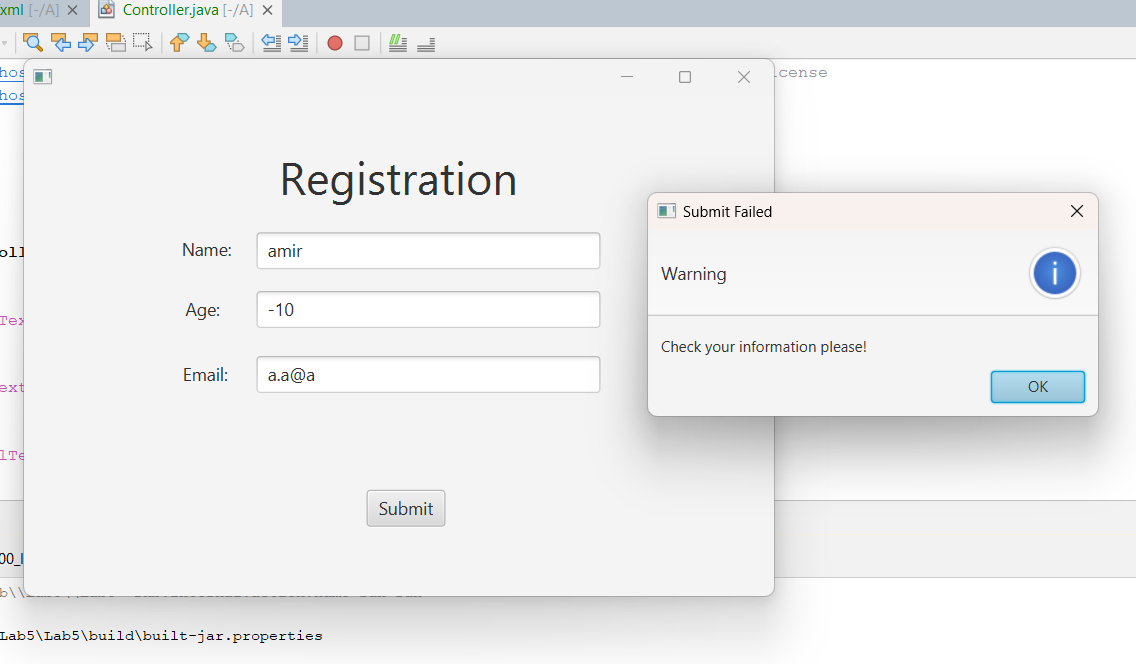 xml [-/A] Controller.java [-/A]
hos
icense
hos
Registration
Submit Failed
Name: amir
oll
Warning
Age: -10
Tex
Check your information please!
Email: a.a@a
ext
OK
lTe
Submit
Lab5\Lab5\build\built-jar.properties